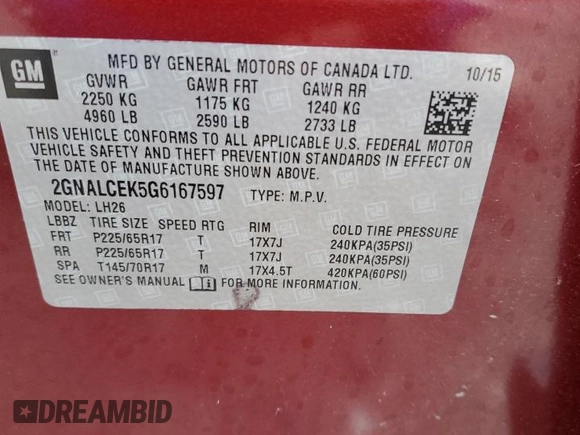 GM
MFD BY GENERAL MOTORS OF CANADA LTD. 10/15
GVWR GAWR FRT GAWR RR
2250 KG 1175 KG 1240 KG
4960 LB 2590 LB 2733 LB
THIS VEHICLE CONFORMS TO ALL APPLICABLE U.S. FEDERAL MOTOR
VEHICLE SAFETY AND THEFT PREVENTION STANDARDS IN EFFECT ON
THE DATE OF MANUFACTURE SHOWN ABOVE.
2GNALCEK5G6167597 TYPE: M.P.V.
MODEL: LH26
LBBZ TIRE SIZE SPEED RTG RIM COLD TIRE PRESSURE
FRT P225/65R17 T 17X7J 240KPA(35PSI)
RR P225/65R17 T 17X7J 240KPA(35PSI)
SPA T145/70R17 M 17X4.5T 420KPA(60PSI)
SEE OWNER'S MANUAL FOR MORE INFORMATION.
DREAMBID